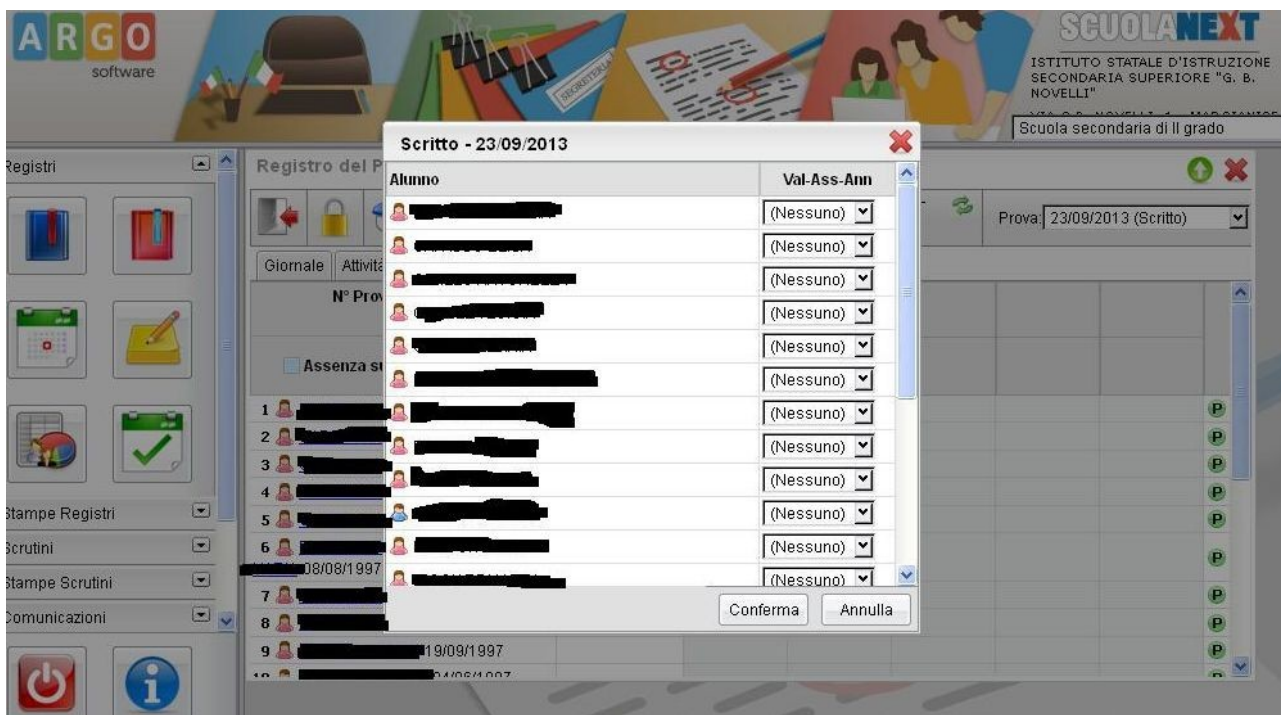 ARGO
software
SEGRETERIA
SCUOLANEXT
ISTITUTO STATALE D'ISTRUZIONE
SECONDARIA SUPERIORE "G. B.
NOVELLI"
Scuola secondaria di II grado
Registri
Stampe Registri
Scrutini
Stampe Scrutini
Comunicazioni
Registro del P
Prova: 23/09/2013 (Scritto)
Giornale Attivit
N° Prov
Assenza su
1
2
3
4
5
6
08/08/1997
7
8
9 19/09/1997
10
P
P
P
P
P
P
P
P
P
Scritto - 23/09/2013
Alunno Val-Ass-Ann
(Nessuno)
(Nessuno)
(Nessuno)
(Nessuno)
(Nessuno)
(Nessuno)
(Nessuno)
(Nessuno)
(Nessuno)
(Nessuno)
(Nessuno)
(Nessuno)
Conferma Annulla